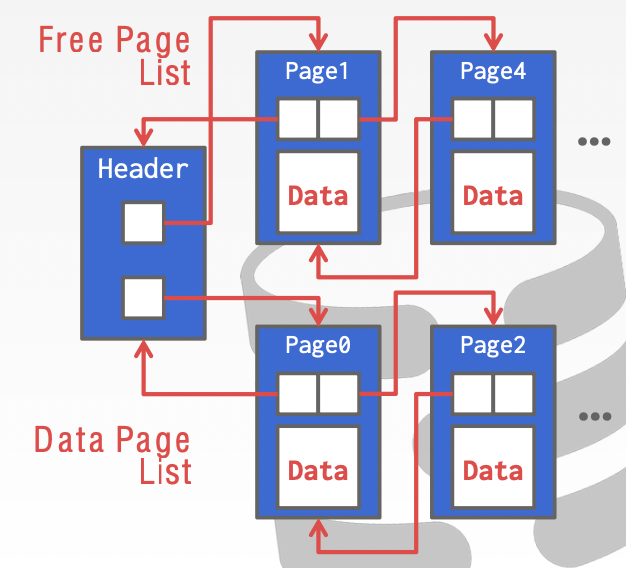 Free Page
List
Page1
Page4
Data
Data
...
Header
Page0
Page2
Data
Data
...
Data Page
List